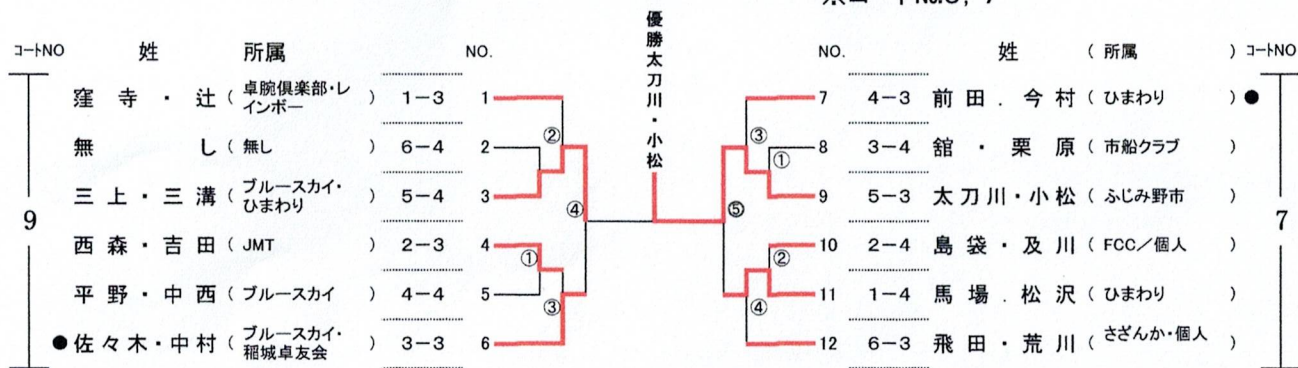 優勝太刀川・小松
コートNO 姓 所属 NO.
9
窪寺・辻 ( 卓腕倶楽部・レインボー ) 1-3 1
無し ( 無し ) 6-4 2
三上・三溝 ( ブルースカイ・ひまわり ) 5-4 3
西森・吉田 ( JMT ) 2-3 4
平野・中西 ( ブルースカイ ) 4-4 5
●佐々木・中村 ( ブルースカイ・稲城卓友会 ) 3-3 6
② ④ ① ③
NO. 姓 ( 所属 ) コートNO
7 4-3 前田．今村 ( ひまわり ) ●
8 3-4 舘・栗原 ( 市船クラブ )
9 5-3 太刀川・小松 ( ふじみ野市 )
10 2-4 島袋・及川 ( FCC／個人 )
11 1-4 馬場．松沢 ( ひまわり )
12 6-3 飛田・荒川 ( さざんか・個人 )
7
③ ① ⑤ ② ④